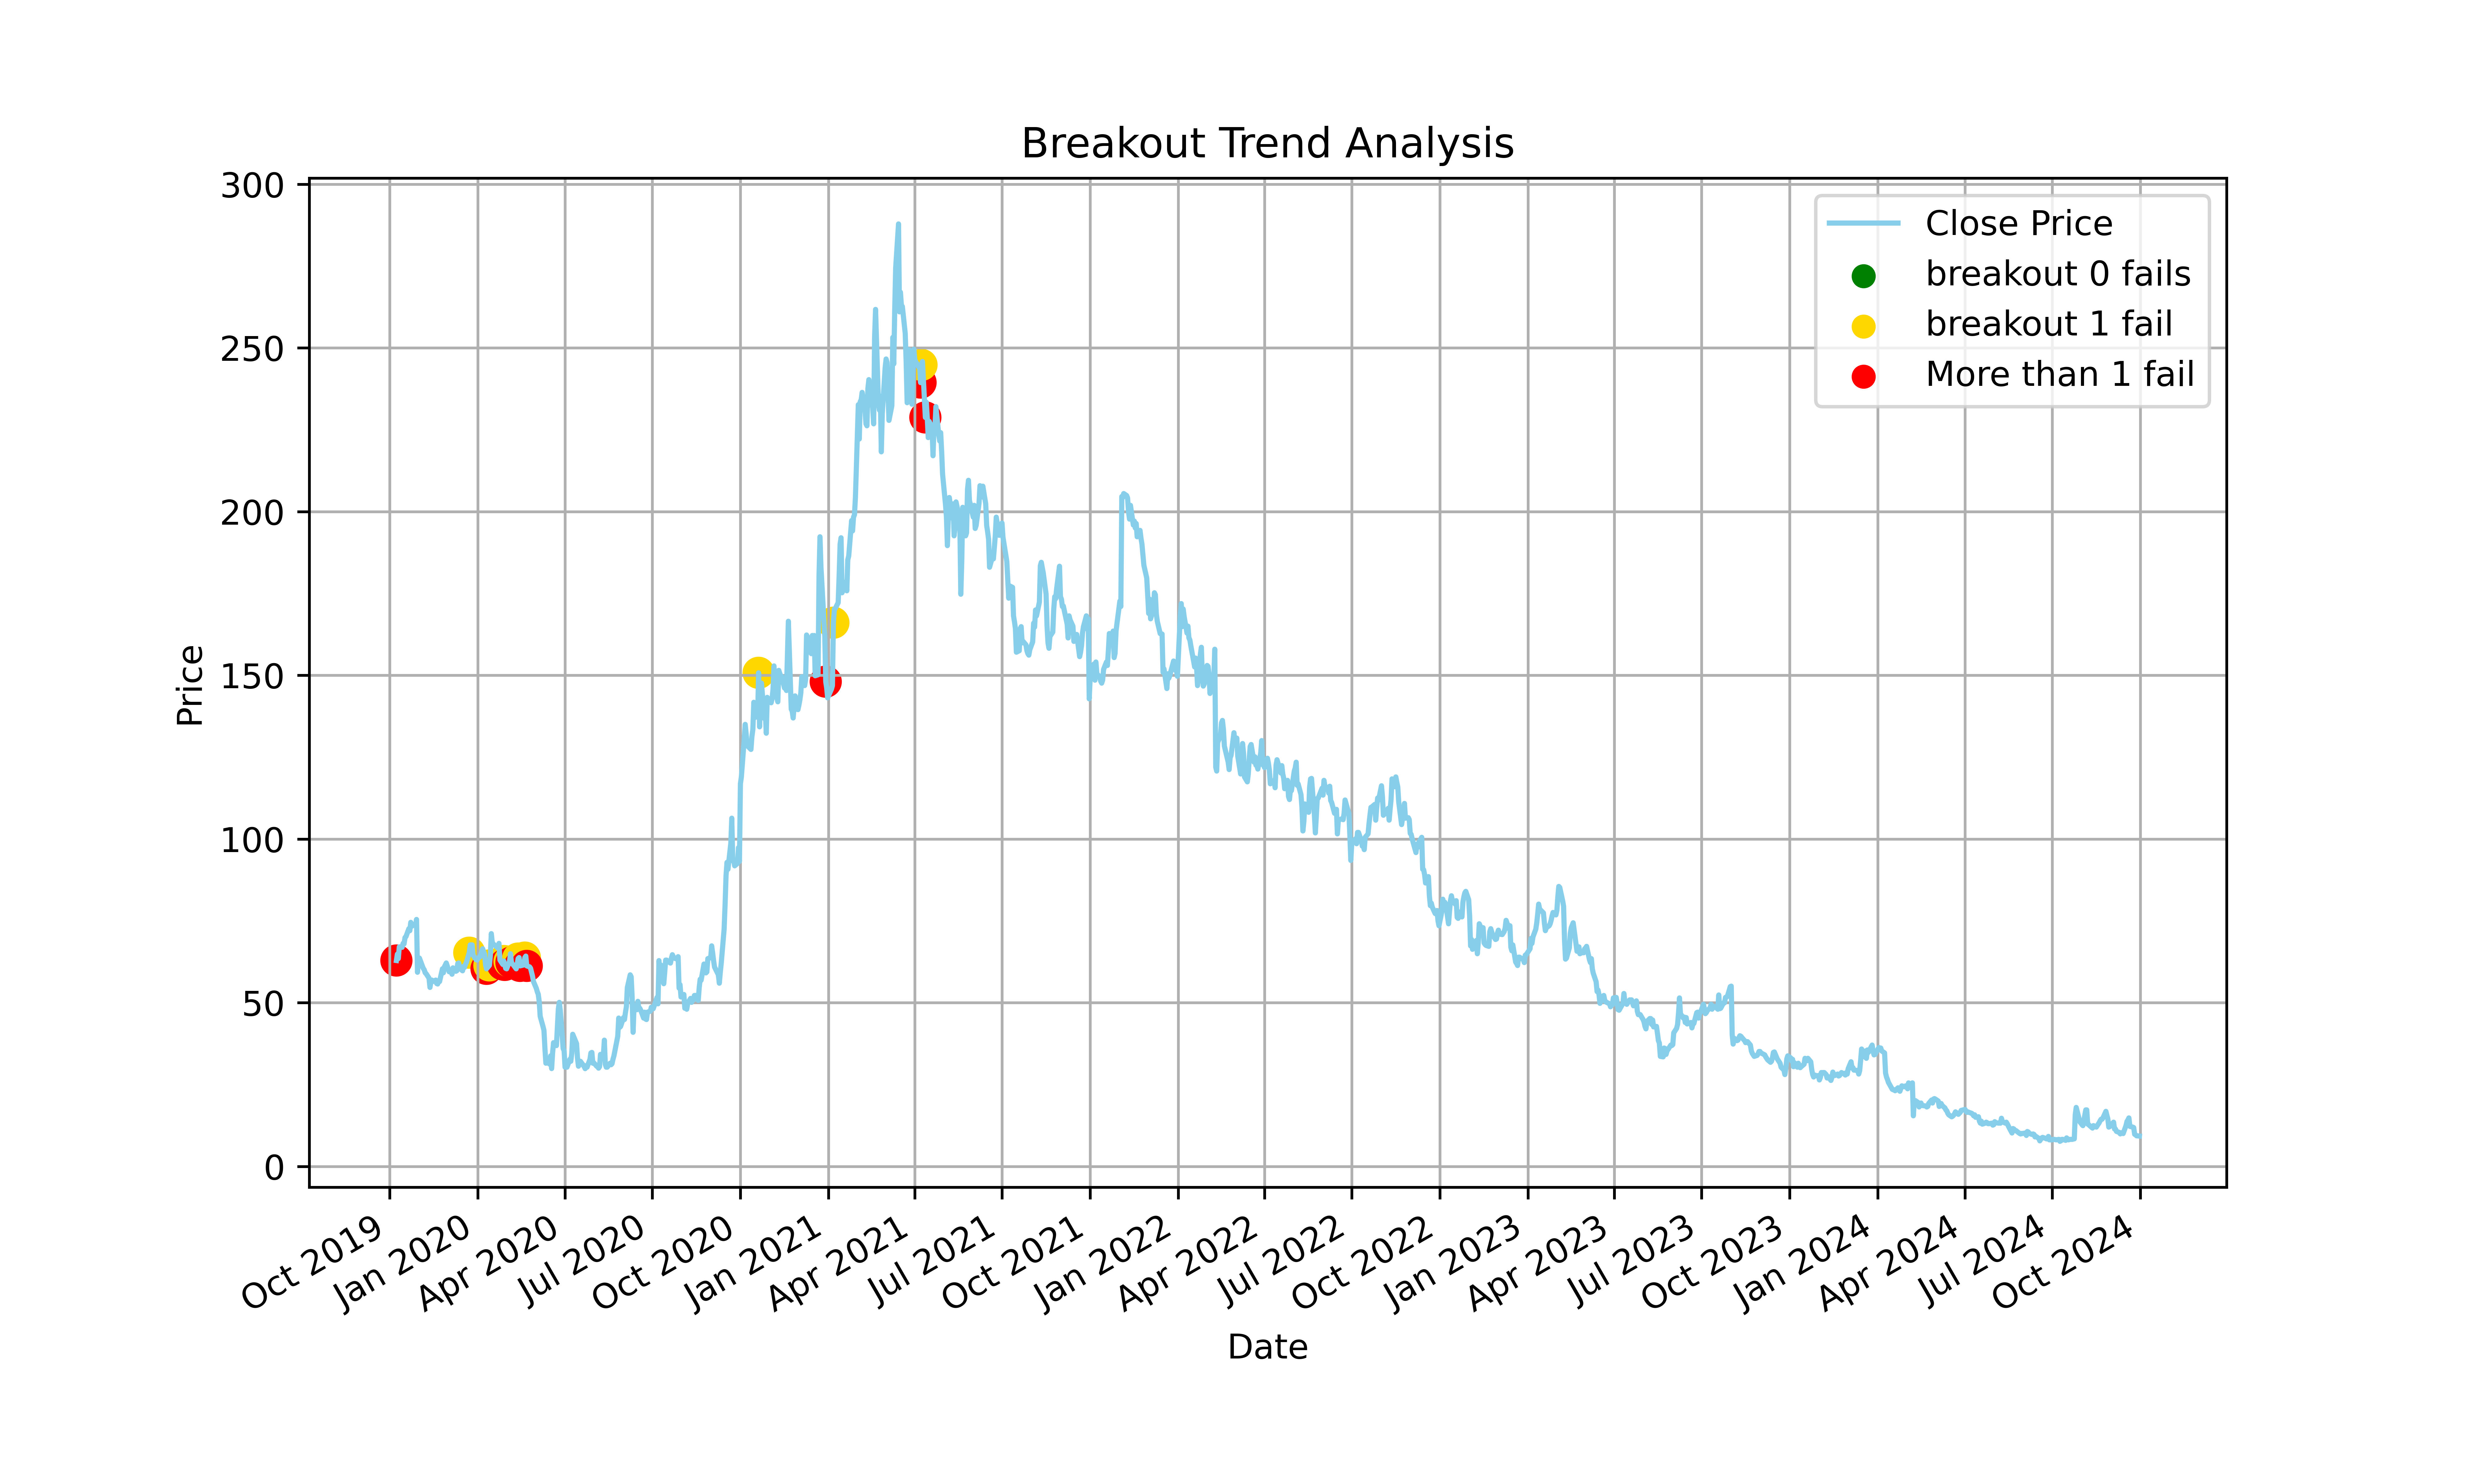 Breakout Trend Analysis
300
250
200
150
100
50
0
Price
Close Price
breakout 0 fails
breakout 1 fail
More than 1 fail
Oct 2019
Jan 2020
Apr 2020
Jul 2020
Oct 2020
Jan 2021
Apr 2021
Jul 2021
Oct 2021
Jan 2022
Apr 2022
Jul 2022
Oct 2022
Jan 2023
Apr 2023
Jul 2023
Oct 2023
Jan 2024
Apr 2024
Jul 2024
Oct 2024
Date